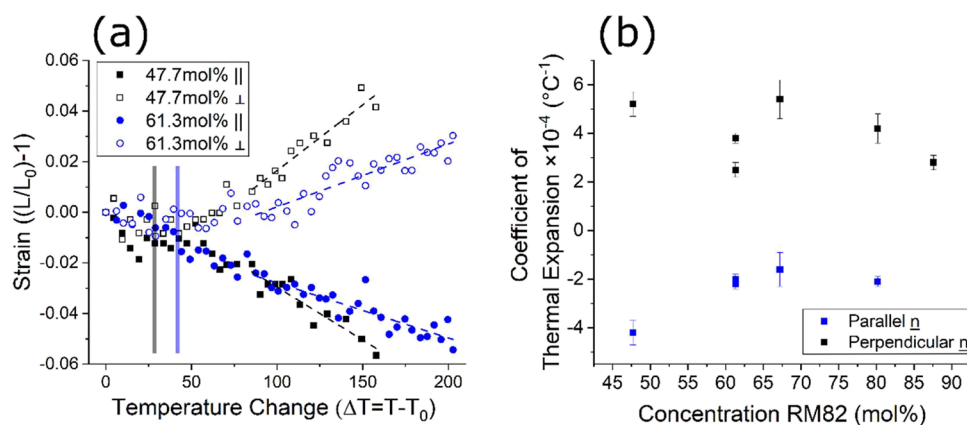 (a)
0.06
0.04
0.02
0.00
-0.02
-0.04
-0.06
Strain ((L/L₀)-1)
47.7mol% ||
47.7mol% ⊥
61.3mol% ||
61.3mol% ⊥
0
50
100
150
200
Temperature Change (ΔT=T-T₀)
(b)
6
4
2
0
-2
-4
Coefficient of
Thermal Expansion ×10⁻⁴ (°C⁻¹)
Parallel n
Perpendicular n
45 50 55 60 65 70 75 80 85 90
Concentration RM82 (mol%)